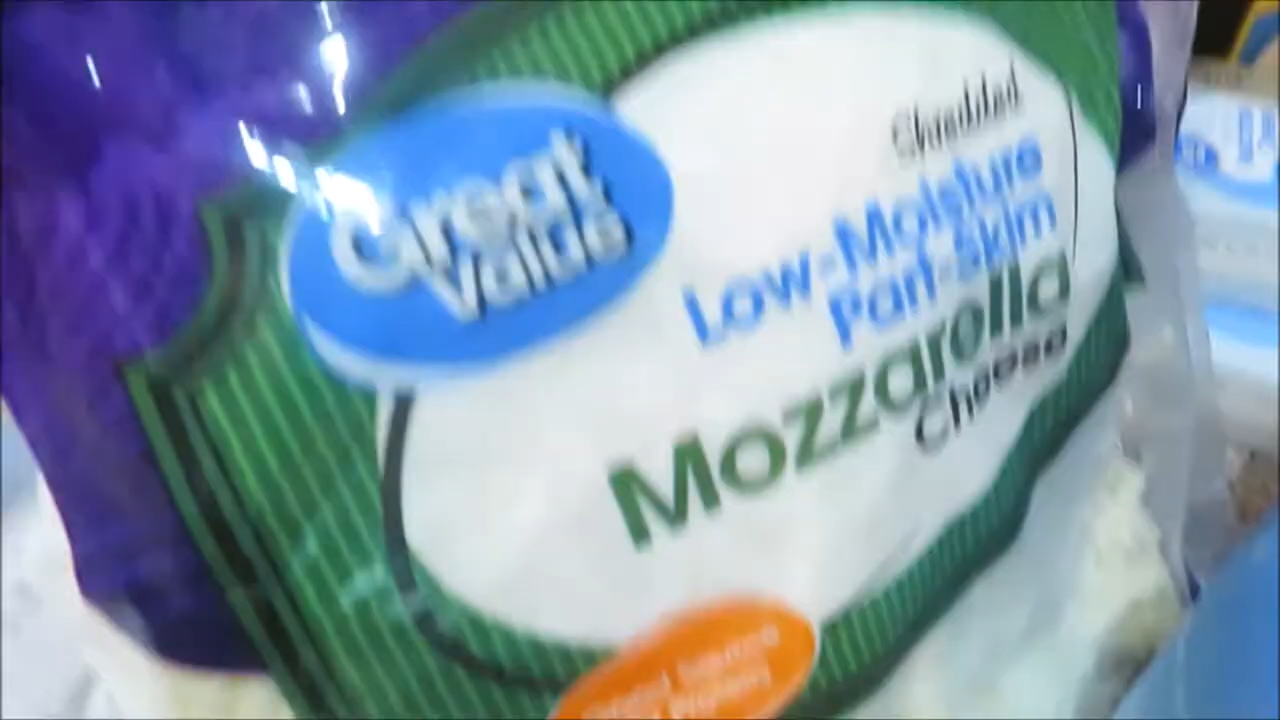 Great
Value
Shredded
Low-Moisture
Part-Skim
Mozzarella
Cheese